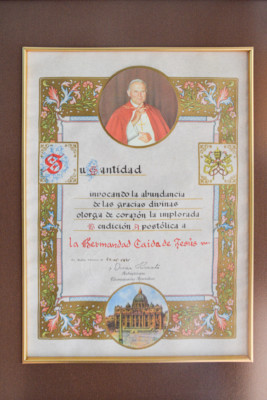 Su Santidad
invocando la abundancia
de las gracias divinas
otorga de corazón la implorada
Bendición Apostólica a
La Hermandad Caida de Jesús